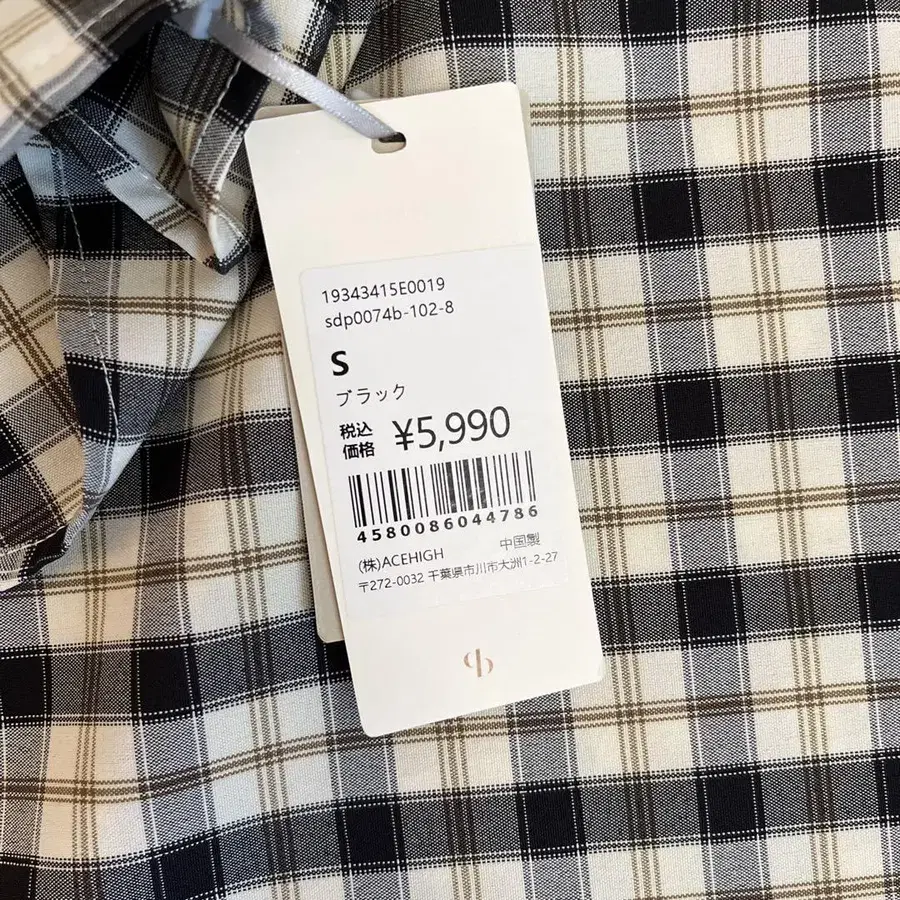 19343415E0019
sdp0074b-102-8
S
ブラック
税込
価格 ¥5,990
4580086044786
(株)ACEHIGH 中国製
〒272-0032 千葉県市川市大洲1-2-27